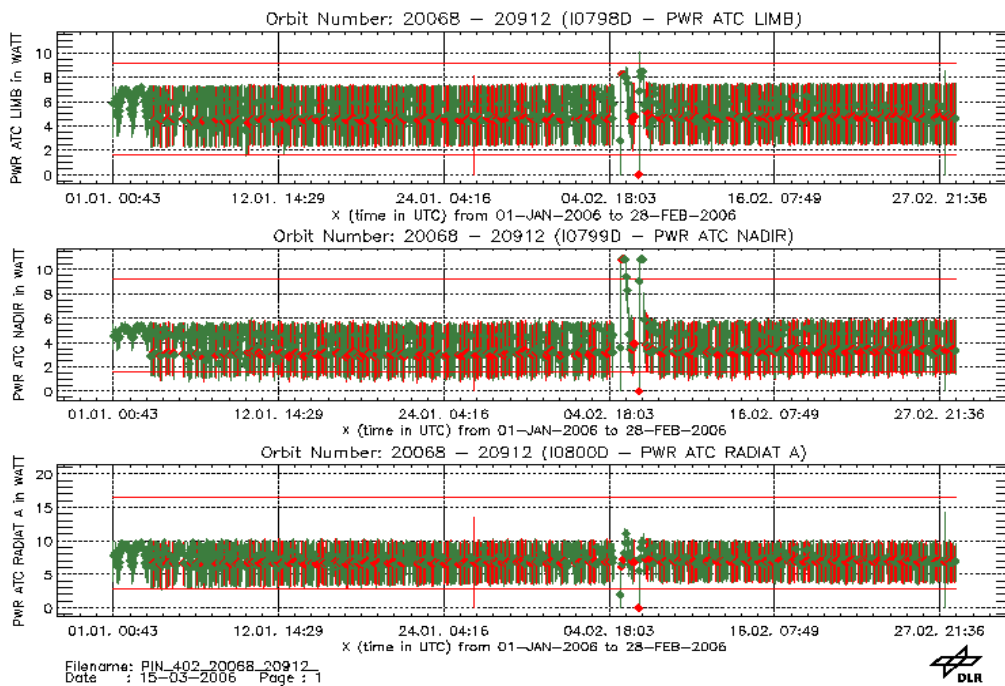 Orbit Number: 20068 – 20912 (I0798D – PWR ATC LIMB)
PWR ATC LIMB in WATT
10
8
6
4
2
0
01.01. 00:43 12.01. 14:29 24.01. 04:16 04.02. 18:03 16.02. 07:49 27.02. 21:36
X (time in UTC) from 01–JAN–2006 to 28–FEB–2006
Orbit Number: 20068 – 20912 (I0799D – PWR ATC NADIR)
PWR ATC NADIR in WATT
10
8
6
4
2
0
01.01. 00:43 12.01. 14:29 24.01. 04:16 04.02. 18:03 16.02. 07:49 27.02. 21:36
X (time in UTC) from 01–JAN–2006 to 28–FEB–2006
Orbit Number: 20068 – 20912 (I0800D – PWR ATC RADIAT A)
PWR ATC RADIAT A in WATT
20
15
10
5
0
01.01. 00:43 12.01. 14:29 24.01. 04:16 04.02. 18:03 16.02. 07:49 27.02. 21:36
X (time in UTC) from 01–JAN–2006 to 28–FEB–2006
Filename: PIN_402_20068_20912_
Date : 15–03–2006 Page : 1
DLR